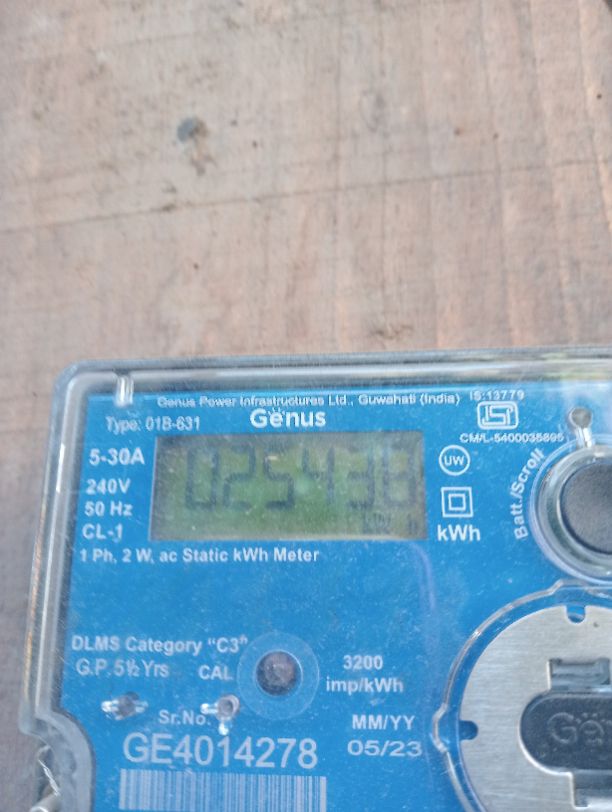 Genus Power Infrastructures Ltd., Guwahati (India) IS:13779
Type: 01B-631 Genus
CM/L-5400035895
5-30A
UW
240V
50 Hz
CL-1
kWh
Batt./Scroll
1 Ph, 2 W, ac Static kWh Meter
DLMS Category "C3"
G.P. 5½ Yrs CAL 3200
imp/kWh
Sr.No. MM/YY
GE4014278 05/23